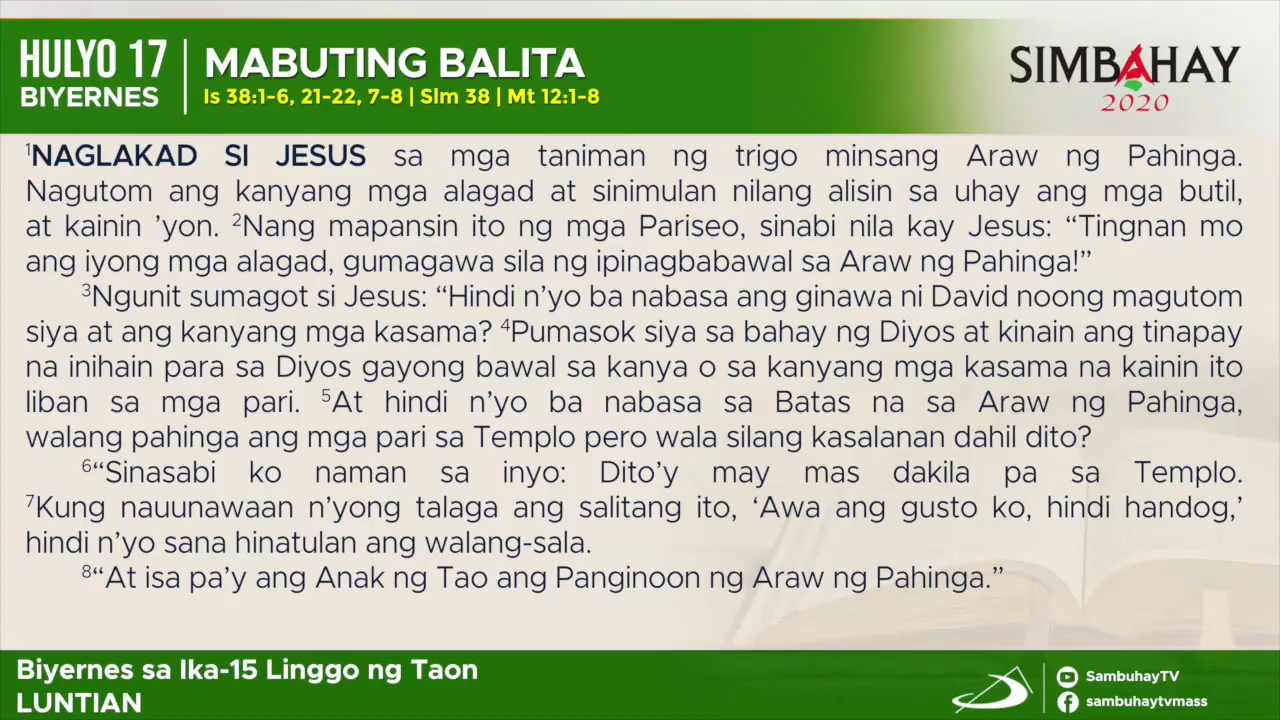 HULYO 17
BIYERNES
MABUTING BALITA
Is 38:1-6, 21-22, 7-8 | Slm 38 | Mt 12:1-8
SIMBAHAY
2020
¹NAGLAKAD SI JESUS sa mga taniman ng trigo minsang Araw ng Pahinga.
Nagutom ang kanyang mga alagad at sinimulan nilang alisin sa uhay ang mga butil,
at kainin ’yon. ²Nang mapansin ito ng mga Pariseo, sinabi nila kay Jesus: “Tingnan mo
ang iyong mga alagad, gumagawa sila ng ipinagbabawal sa Araw ng Pahinga!”
³Ngunit sumagot si Jesus: “Hindi n’yo ba nabasa ang ginawa ni David noong magutom
siya at ang kanyang mga kasama? ⁴Pumasok siya sa bahay ng Diyos at kinain ang tinapay
na inihain para sa Diyos gayong bawal sa kanya o sa kanyang mga kasama na kainin ito
liban sa mga pari. ⁵At hindi n’yo ba nabasa sa Batas na sa Araw ng Pahinga,
walang pahinga ang mga pari sa Templo pero wala silang kasalanan dahil dito?
⁶“Sinasabi ko naman sa inyo: Dito’y may mas dakila pa sa Templo.
⁷Kung nauunawaan n’yong talaga ang salitang ito, ‘Awa ang gusto ko, hindi handog,’
hindi n’yo sana hinatulan ang walang-sala.
⁸“At isa pa’y ang Anak ng Tao ang Panginoon ng Araw ng Pahinga.”
Biyernes sa Ika-15 Linggo ng Taon
LUNTIAN
SambuhayTV
sambuhaytvmass